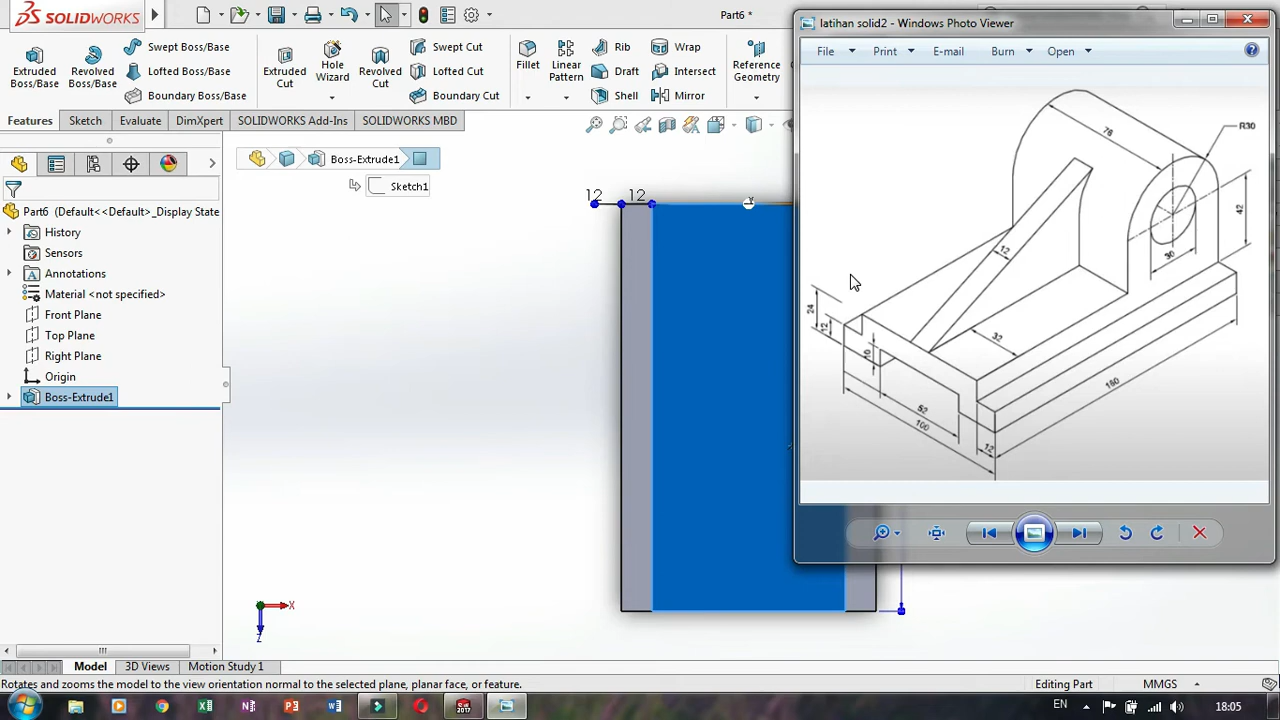 SOLIDWORKS
Part6 *
latihan solid2 - Windows Photo Viewer
File
Print
E-mail
Burn
Open
Extruded Boss/Base
Revolved Boss/Base
Swept Boss/Base
Lofted Boss/Base
Boundary Boss/Base
Extruded Cut
Hole Wizard
Revolved Cut
Swept Cut
Lofted Cut
Boundary Cut
Fillet
Linear Pattern
Rib
Draft
Shell
Wrap
Intersect
Mirror
Reference Geometry
Features
Sketch
Evaluate
DimXpert
SOLIDWORKS Add-Ins
SOLIDWORKS MBD
Boss-Extrude1
Sketch1
Part6 (Default<<Default>_Display State
History
Sensors
Annotations
Material <not specified>
Front Plane
Top Plane
Right Plane
Origin
Boss-Extrude1
12
12
76
R30
42
30
12
24
12
10
32
52
100
12
160
X
Z
Model
3D Views
Motion Study 1
Rotates and zooms the model to the view orientation normal to the selected plane, planar face, or feature.
Editing Part
MMGS
EN
18:05